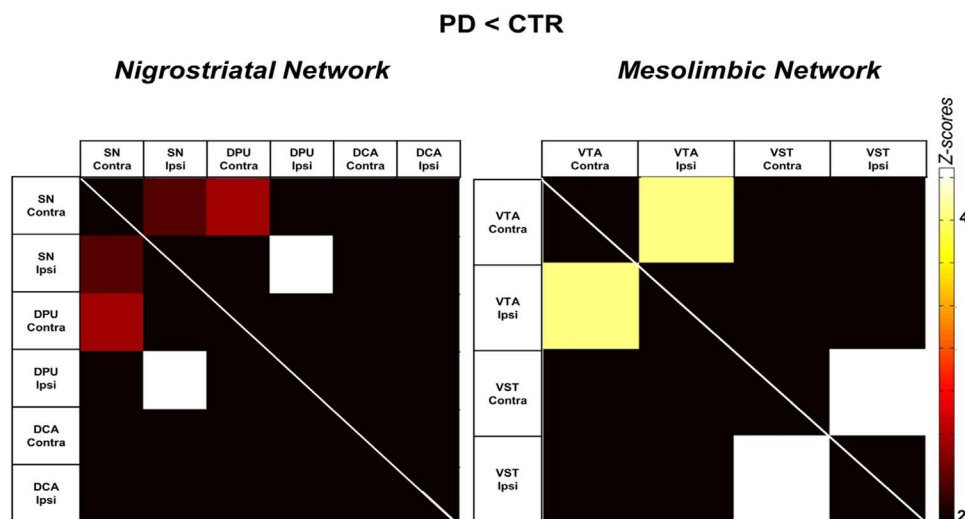 PD < CTR
Nigrostriatal Network
Mesolimbic Network
SN
Contra
SN
Ipsi
DPU
Contra
DPU
Ipsi
DCA
Contra
DCA
Ipsi
SN
Contra
SN
Ipsi
DPU
Contra
DPU
Ipsi
DCA
Contra
DCA
Ipsi
VTA
Contra
VTA
Ipsi
VST
Contra
VST
Ipsi
VTA
Contra
VTA
Ipsi
VST
Contra
VST
Ipsi
Z-scores
4
2